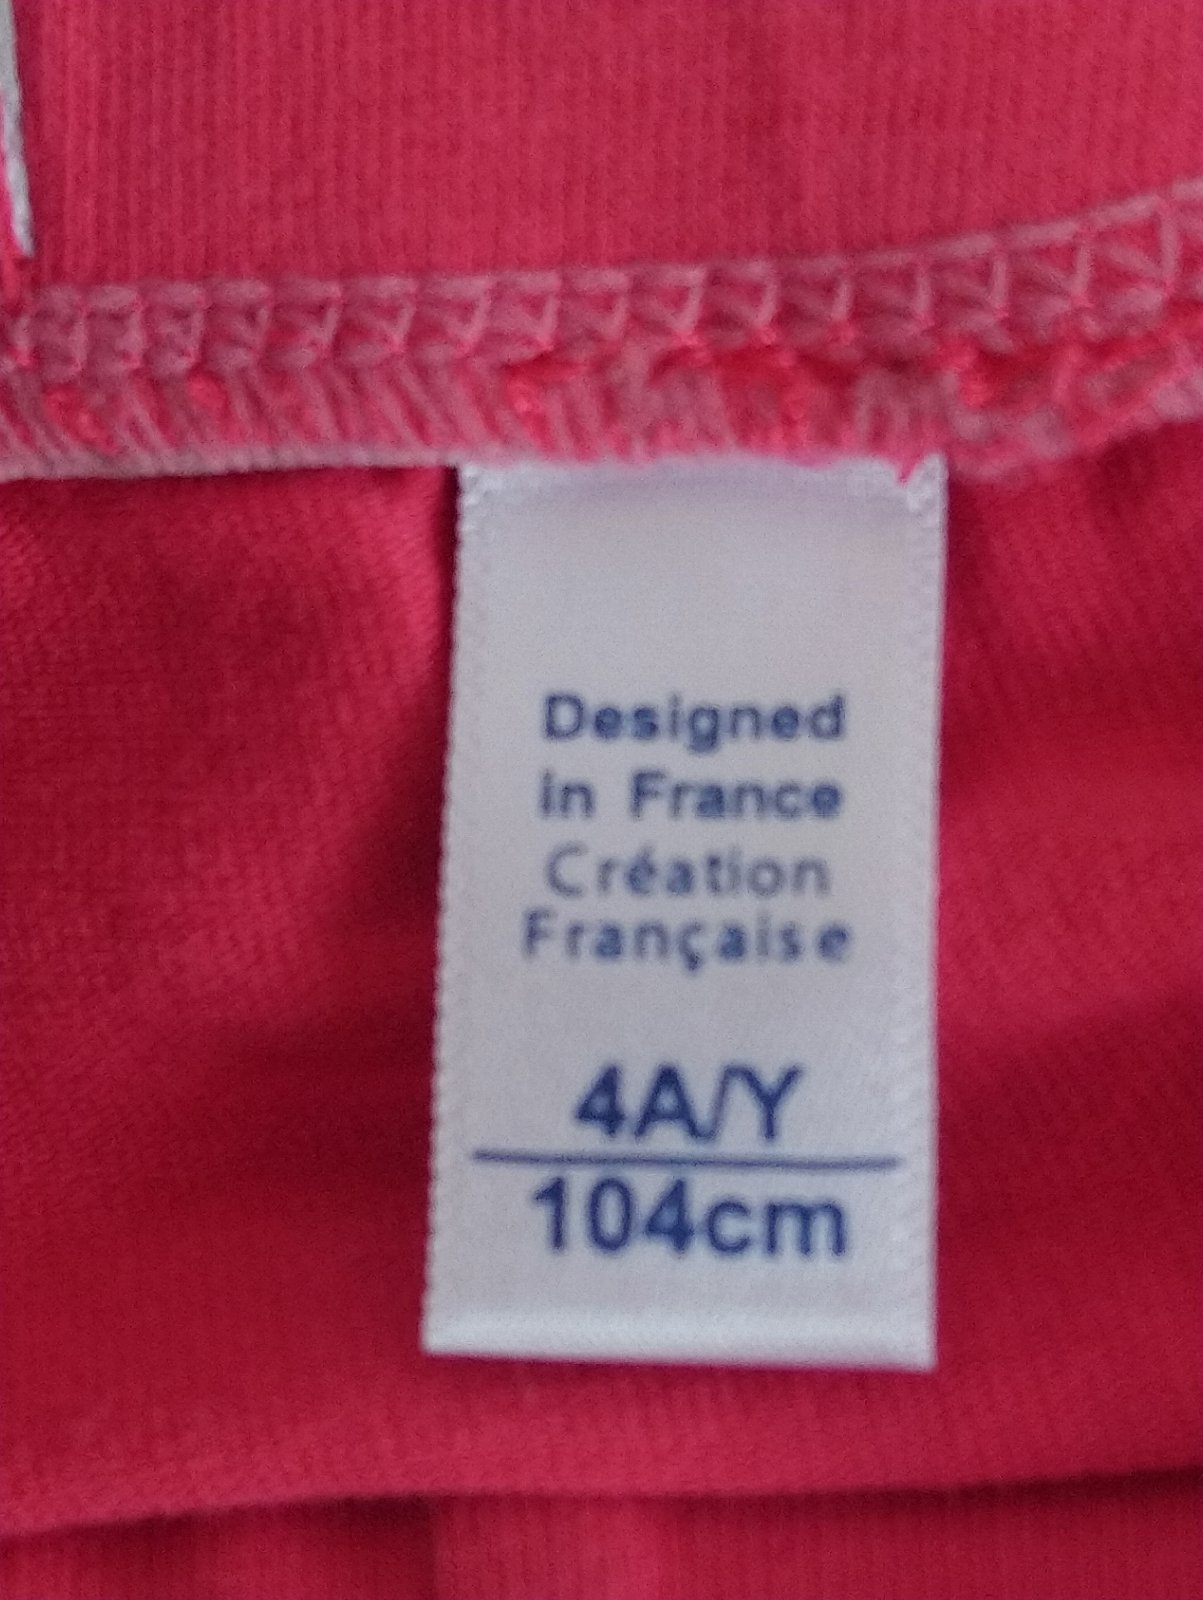 Designed
in France
Création
Française
4A/Y
104cm